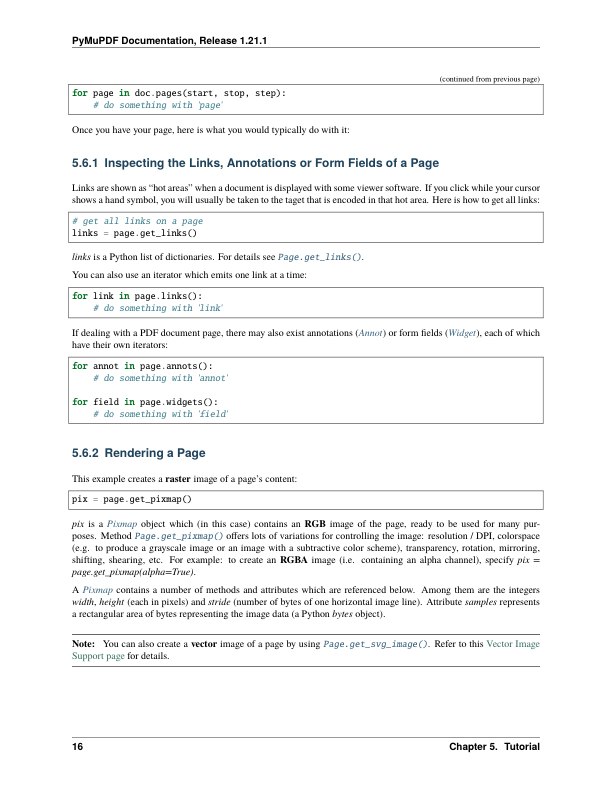 PyMuPDF Documentation, Release 1.21.1
(continued from previous page)
for page in doc.pages(start, stop, step):
    # do something with 'page'
Once you have your page, here is what you would typically do with it:
5.6.1 Inspecting the Links, Annotations or Form Fields of a Page
Links are shown as “hot areas” when a document is displayed with some viewer software. If you click while your cursor
shows a hand symbol, you will usually be taken to the taget that is encoded in that hot area. Here is how to get all links:
# get all links on a page
links = page.get_links()
links is a Python list of dictionaries. For details see Page.get_links().
You can also use an iterator which emits one link at a time:
for link in page.links():
    # do something with 'link'
If dealing with a PDF document page, there may also exist annotations (Annot) or form fields (Widget), each of which
have their own iterators:
for annot in page.annots():
    # do something with 'annot'
for field in page.widgets():
    # do something with 'field'
5.6.2 Rendering a Page
This example creates a raster image of a page's content:
pix = page.get_pixmap()
pix is a Pixmap object which (in this case) contains an RGB image of the page, ready to be used for many pur-
poses. Method Page.get_pixmap() offers lots of variations for controlling the image: resolution / DPI, colorspace
(e.g. to produce a grayscale image or an image with a subtractive color scheme), transparency, rotation, mirroring,
shifting, shearing, etc. For example: to create an RGBA image (i.e. containing an alpha channel), specify pix =
page.get_pixmap(alpha=True).
A Pixmap contains a number of methods and attributes which are referenced below. Among them are the integers
width, height (each in pixels) and stride (number of bytes of one horizontal image line). Attribute samples represents
a rectangular area of bytes representing the image data (a Python bytes object).
Note: You can also create a vector image of a page by using Page.get_svg_image(). Refer to this Vector Image
Support page for details.
16 Chapter 5. Tutorial